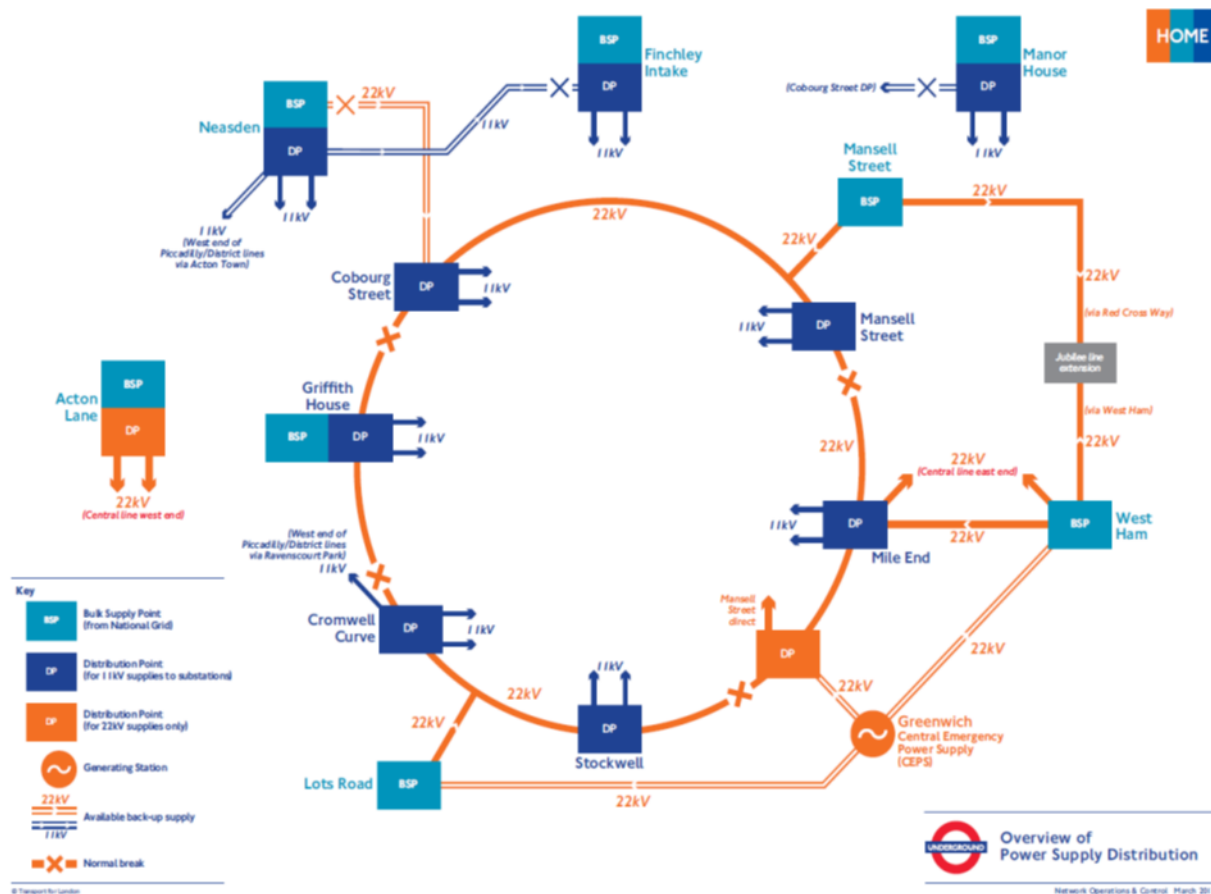 HOME
BSP
DP
Finchley
Intake
11kV
BSP
DP
Manor
House
(Cobourg Street DP)
11kV
BSP
DP
Neasden
22kV
11kV
11kV
11kV
(West end of
Piccadilly/District lines
via Acton Town)
Mansell
Street
BSP
22kV
22kV
22kV
22kV
(via Red Cross Way)
Jubilee line
extension
(via West Ham)
22kV
Cobourg
Street
DP
11kV
11kV
DP
Mansell
Street
Acton
Lane
BSP
DP
22kV
(Central line west end)
Griffith
House
BSP
DP
11kV
22kV
22kV
(Central line east end)
11kV
DP
Mile End
22kV
BSP
West
Ham
(West end of
Piccadilly/District lines
via Ravenscourt Park)
11kV
Cromwell
Curve
DP
11kV
Mansell
Street
direct
DP
22kV
22kV
11kV
DP
Stockwell
22kV
22kV
Lots Road
BSP
22kV
Greenwich
Central Emergency
Power Supply
(CEPS)
Key
BSP
Bulk Supply Point
(from National Grid)
DP
Distribution Point
(for 11kV supplies to substations)
DP
Distribution Point
(for 22kV supplies only)
Generating Station
22kV
11kV
Available back-up supply
Normal break
© Transport for London
UNDERGROUND
Overview of
Power Supply Distribution
Network Operations & Control March